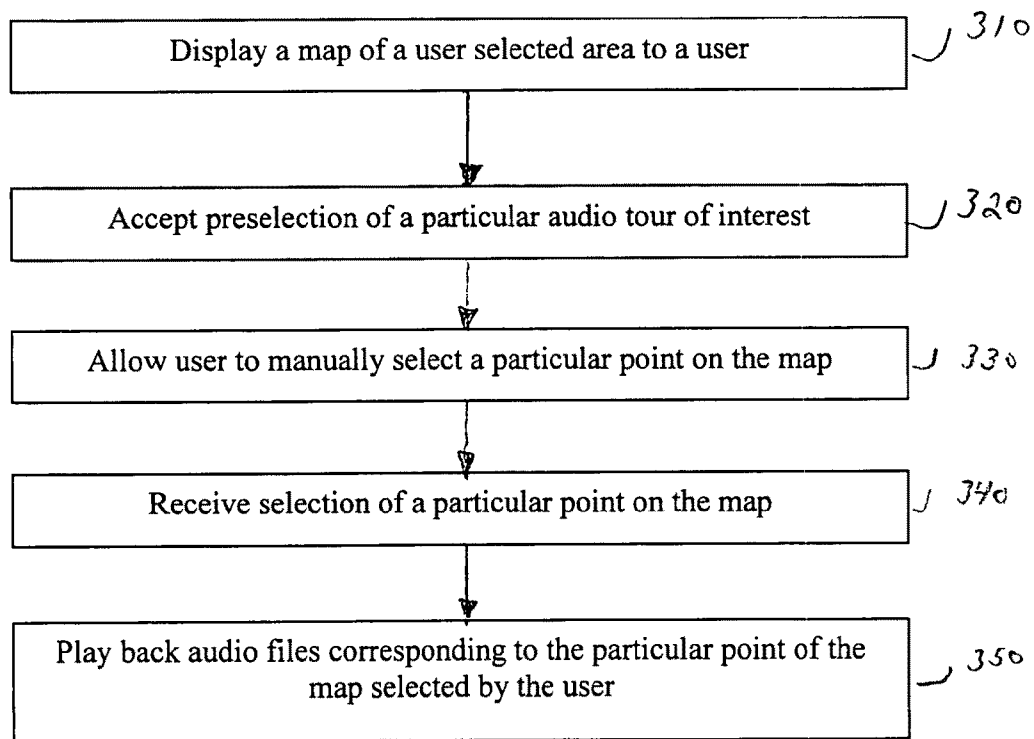 Display a map of a user selected area to a user
310
Accept preselection of a particular audio tour of interest
320
Allow user to manually select a particular point on the map
330
Receive selection of a particular point on the map
340
Play back audio files corresponding to the particular point of the
map selected by the user
350